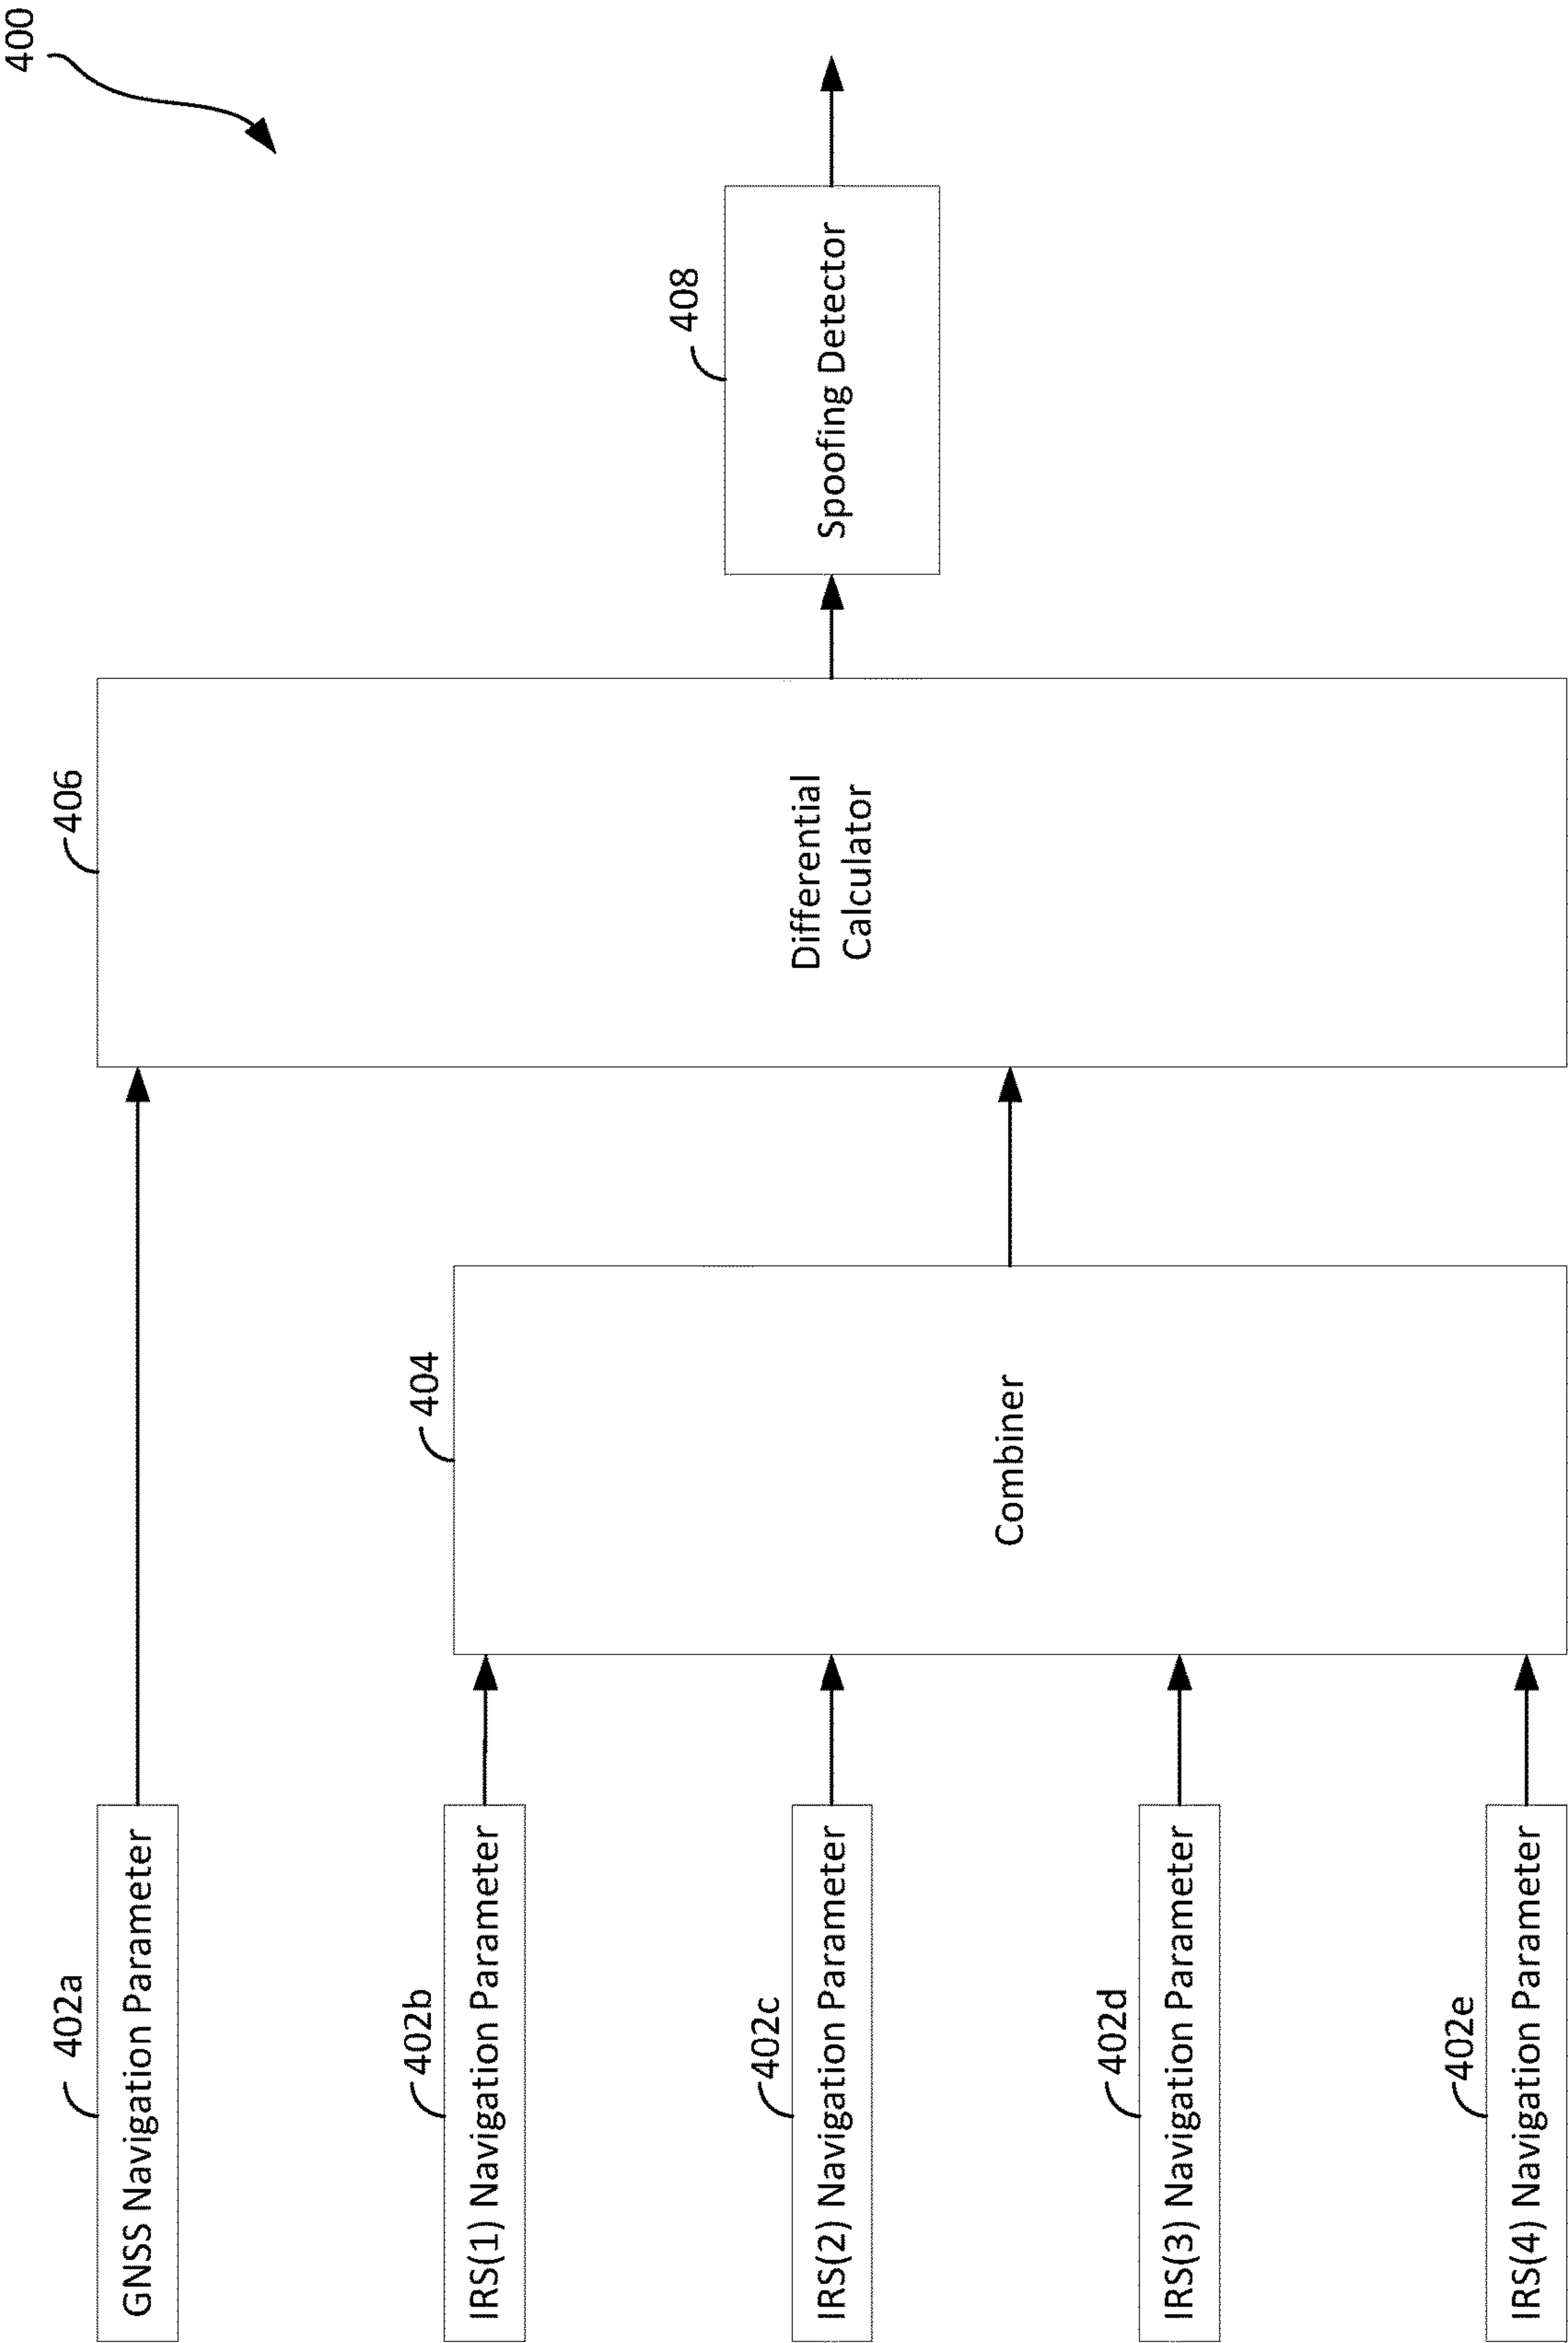 400
402a
GNSS Navigation Parameter
402b
IRS(1) Navigation Parameter
402c
IRS(2) Navigation Parameter
402d
IRS(3) Navigation Parameter
402e
IRS(4) Navigation Parameter
404
Combiner
406
Differential
Calculator
408
Spoofing Detector